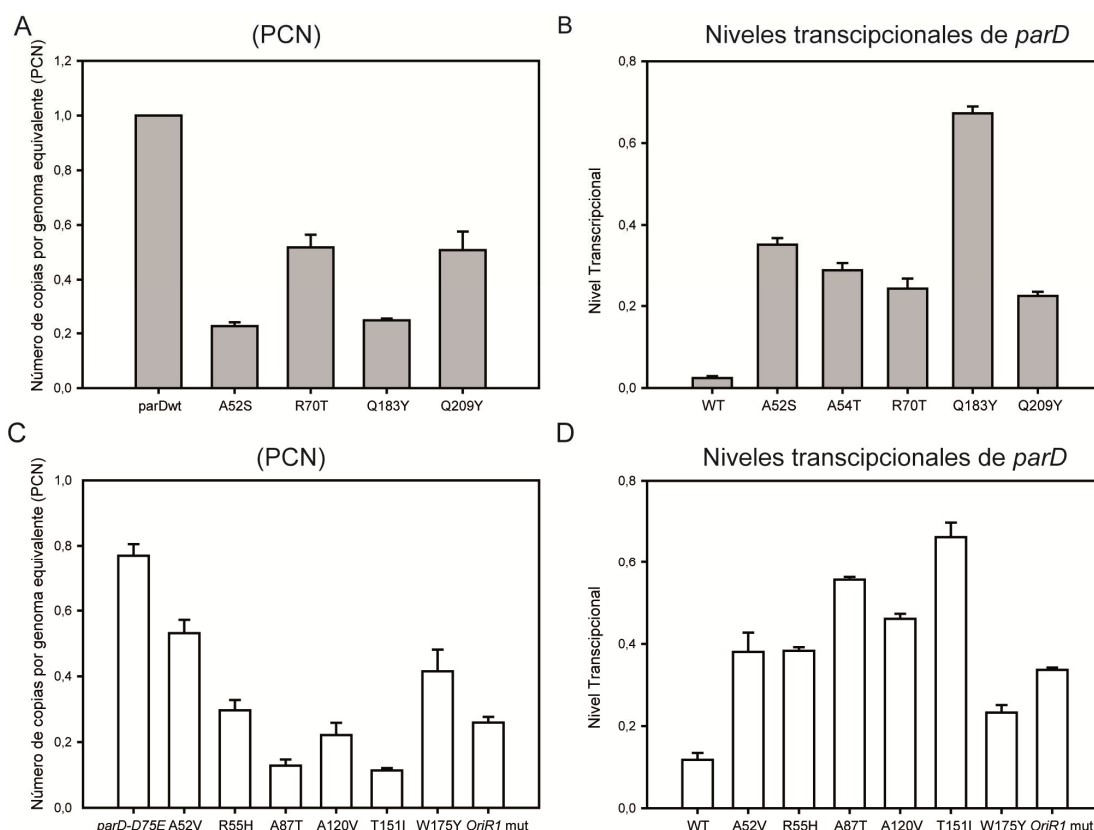 A
(PCN)
Número de copias por genoma equivalente (PCN)
1,2
1,0
0,8
0,6
0,4
0,2
0,0
parDwt A52S R70T Q183Y Q209Y
B
Niveles transcipcionales de parD
Nivel Transcripcional
0,8
0,6
0,4
0,2
0,0
WT A52S A54T R70T Q183Y Q209Y
C
(PCN)
Número de copias por genoma equivalente (PCN)
1,0
0,8
0,6
0,4
0,2
0,0
parD-D75E A52V R55H A87T A120V T151I W175Y OriR1 mut
D
Niveles transcipcionales de parD
Nivel Transcripcional
0,8
0,6
0,4
0,2
0,0
WT A52V R55H A87T A120V T151I W175Y OriR1 mut